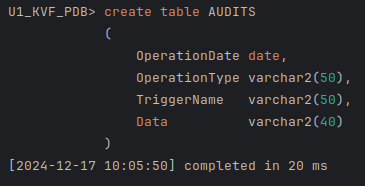 U1_KVF_PDB> create table AUDITS
(
OperationDate date,
OperationType varchar2(50),
TriggerName varchar2(50),
Data varchar2(40)
)
[2024-12-17 10:05:50] completed in 20 ms